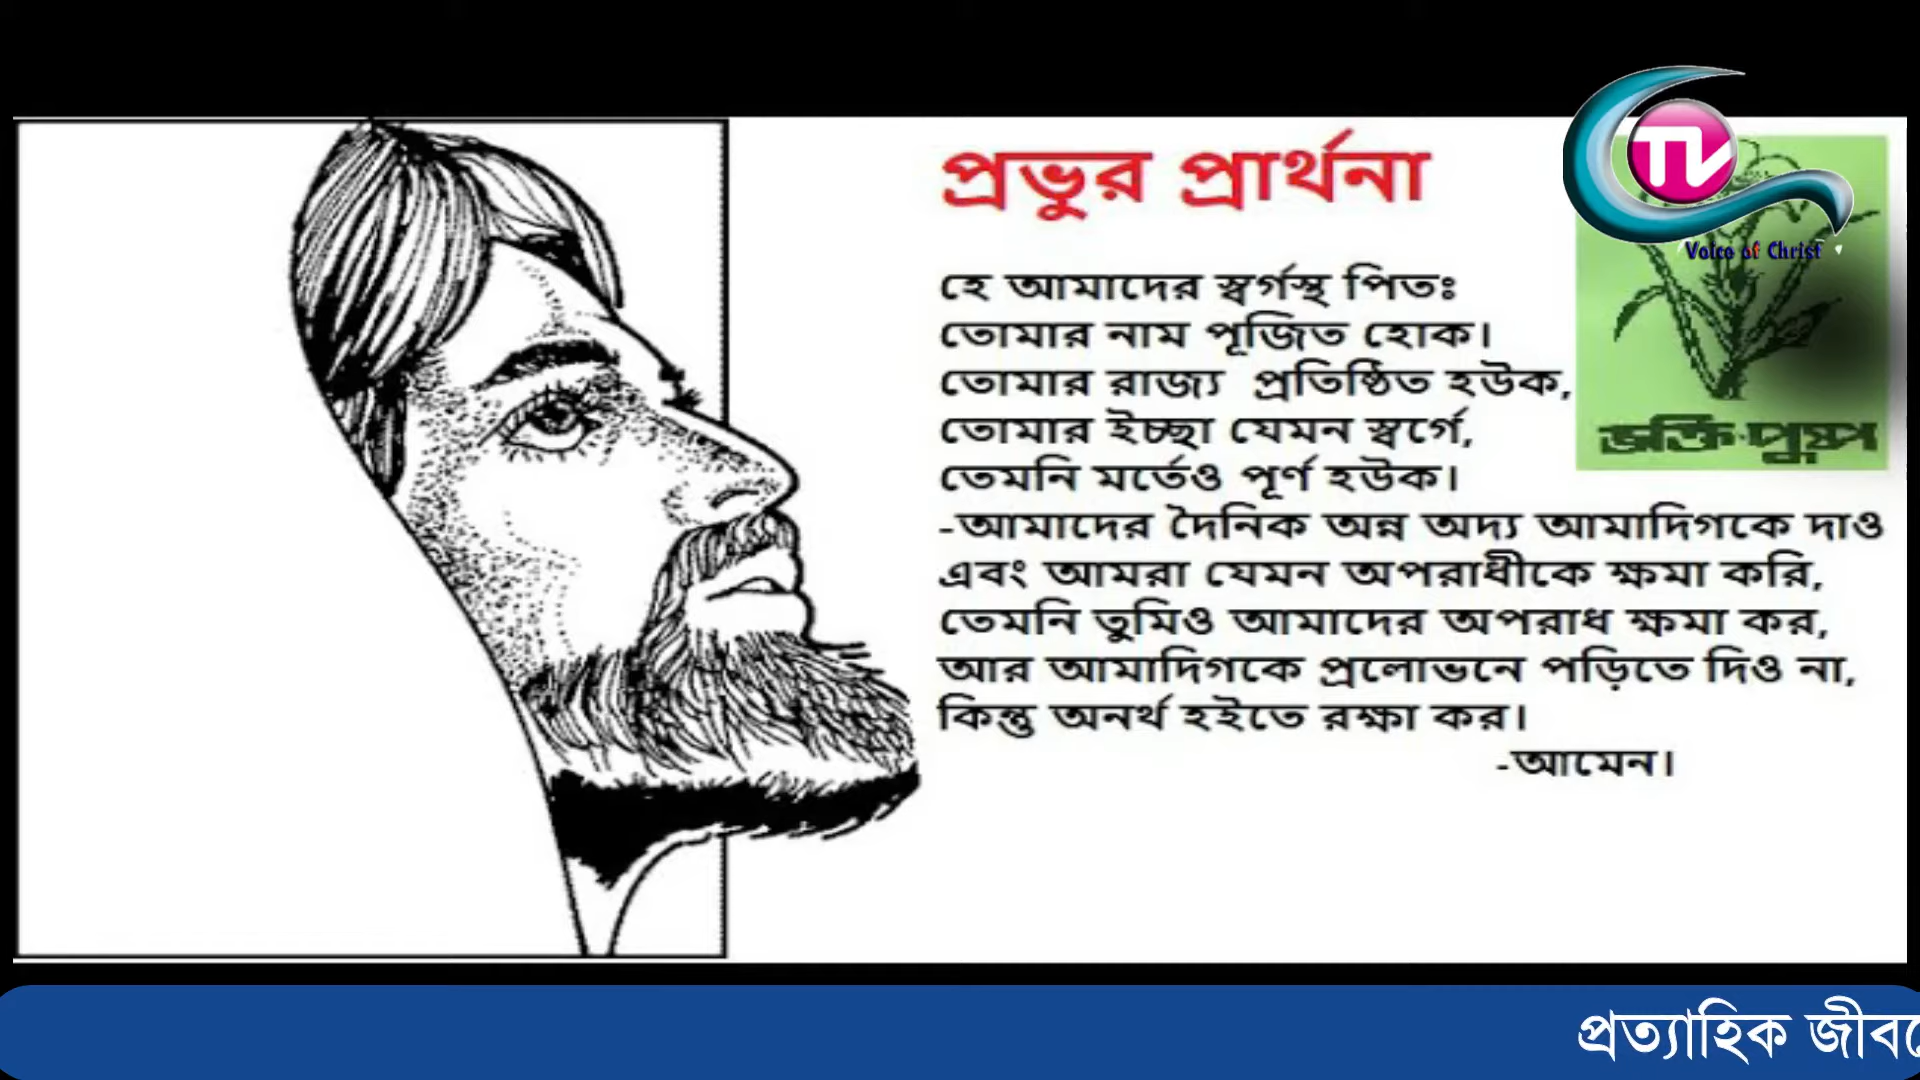 প্রভুর প্রার্থনা
TV
Voice of Christ
হে আমাদের স্বর্গস্থ পিতঃ
তোমার নাম পূজিত হোক।
তোমার রাজ্য প্রতিষ্ঠিত হউক,
তোমার ইচ্ছা যেমন স্বর্গে,
তেমনি মর্তেও পূর্ণ হউক।
ভক্তি-পুষ্প
-আমাদের দৈনিক অন্ন অদ্য আমাদিগকে দাও
এবং আমরা যেমন অপরাধীকে ক্ষমা করি,
তেমনি তুমিও আমাদের অপরাধ ক্ষমা কর,
আর আমাদিগকে প্রলোভনে পড়িতে দিও না,
কিন্তু অনর্থ হইতে রক্ষা কর।
-আমেন।
প্রত্যাহিক